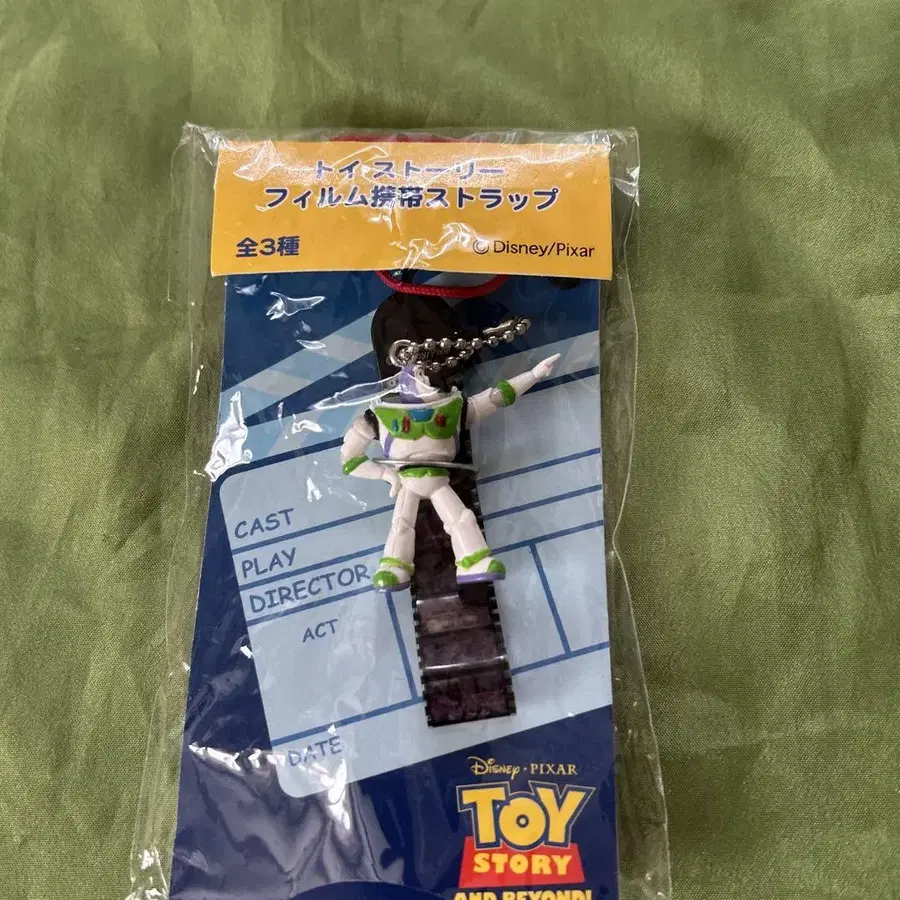 トイ・ストーリー
フィルム携帯ストラップ
全3種
©Disney/Pixar
CAST
PLAY
DIRECTOR
ACT
DATE
Disney・PIXAR
TOY
STORY
AND BEYOND!